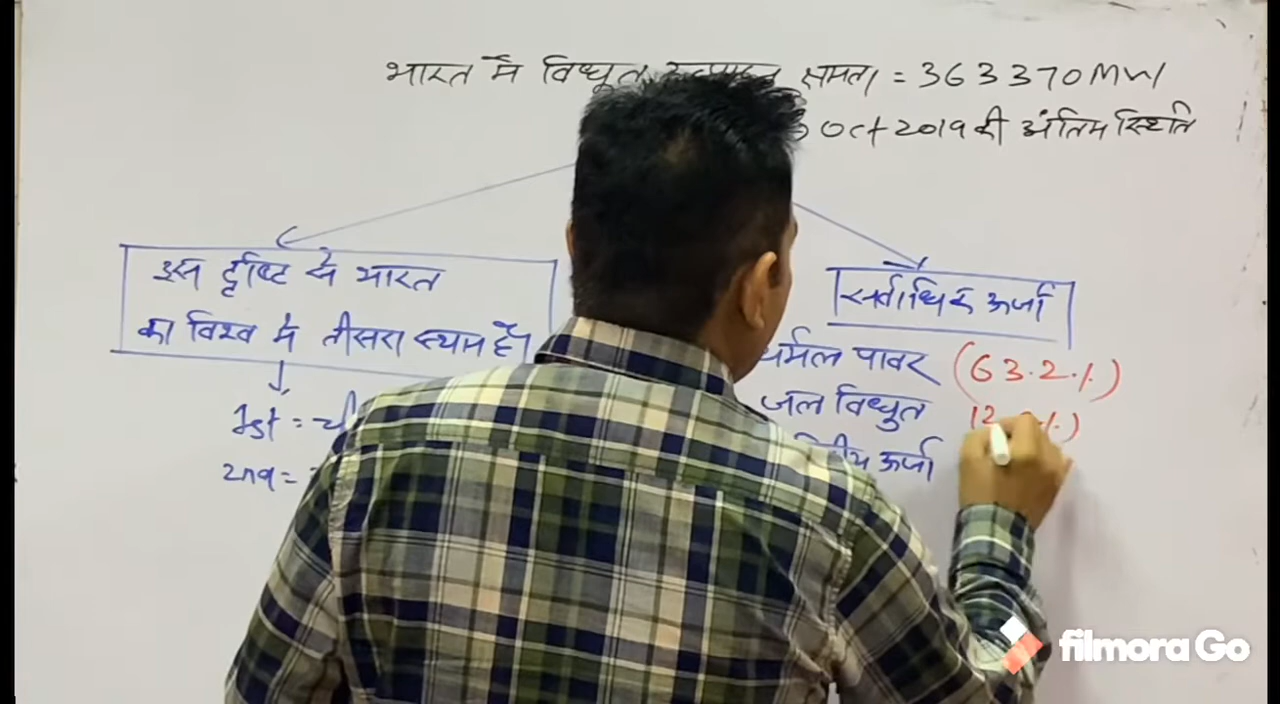 भारत में विध्धुत क्षमता = 363370 MW
Oct 2019 की अंतिम स्थिति
इस दृष्टि से भारत
का विश्व में तीसरा स्थान है।
1st =
2nd =
सर्वाधिक ऊर्जा
थर्मल पावर (63.2%)
जल विध्धुत
ऊर्जा
filmora Go